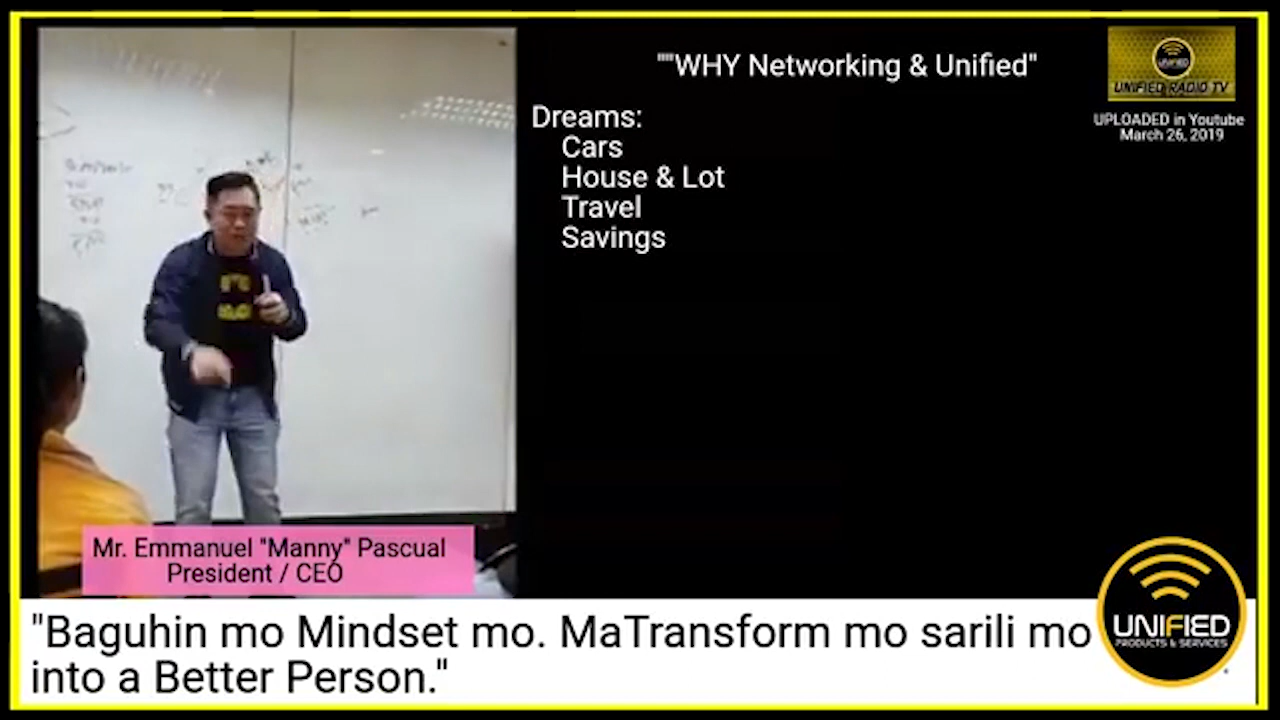 ""WHY Networking & Unified"
UNIFIED
UNIFIED RADIO TV
UPLOADED in Youtube
March 26, 2019
Dreams:
Cars
House & Lot
Travel
Savings
Mr. Emmanuel "Manny" Pascual
President / CEO
"Baguhin mo Mindset mo. MaTransform mo sarili mo
into a Better Person."
UNIFIED
PRODUCTS & SERVICES